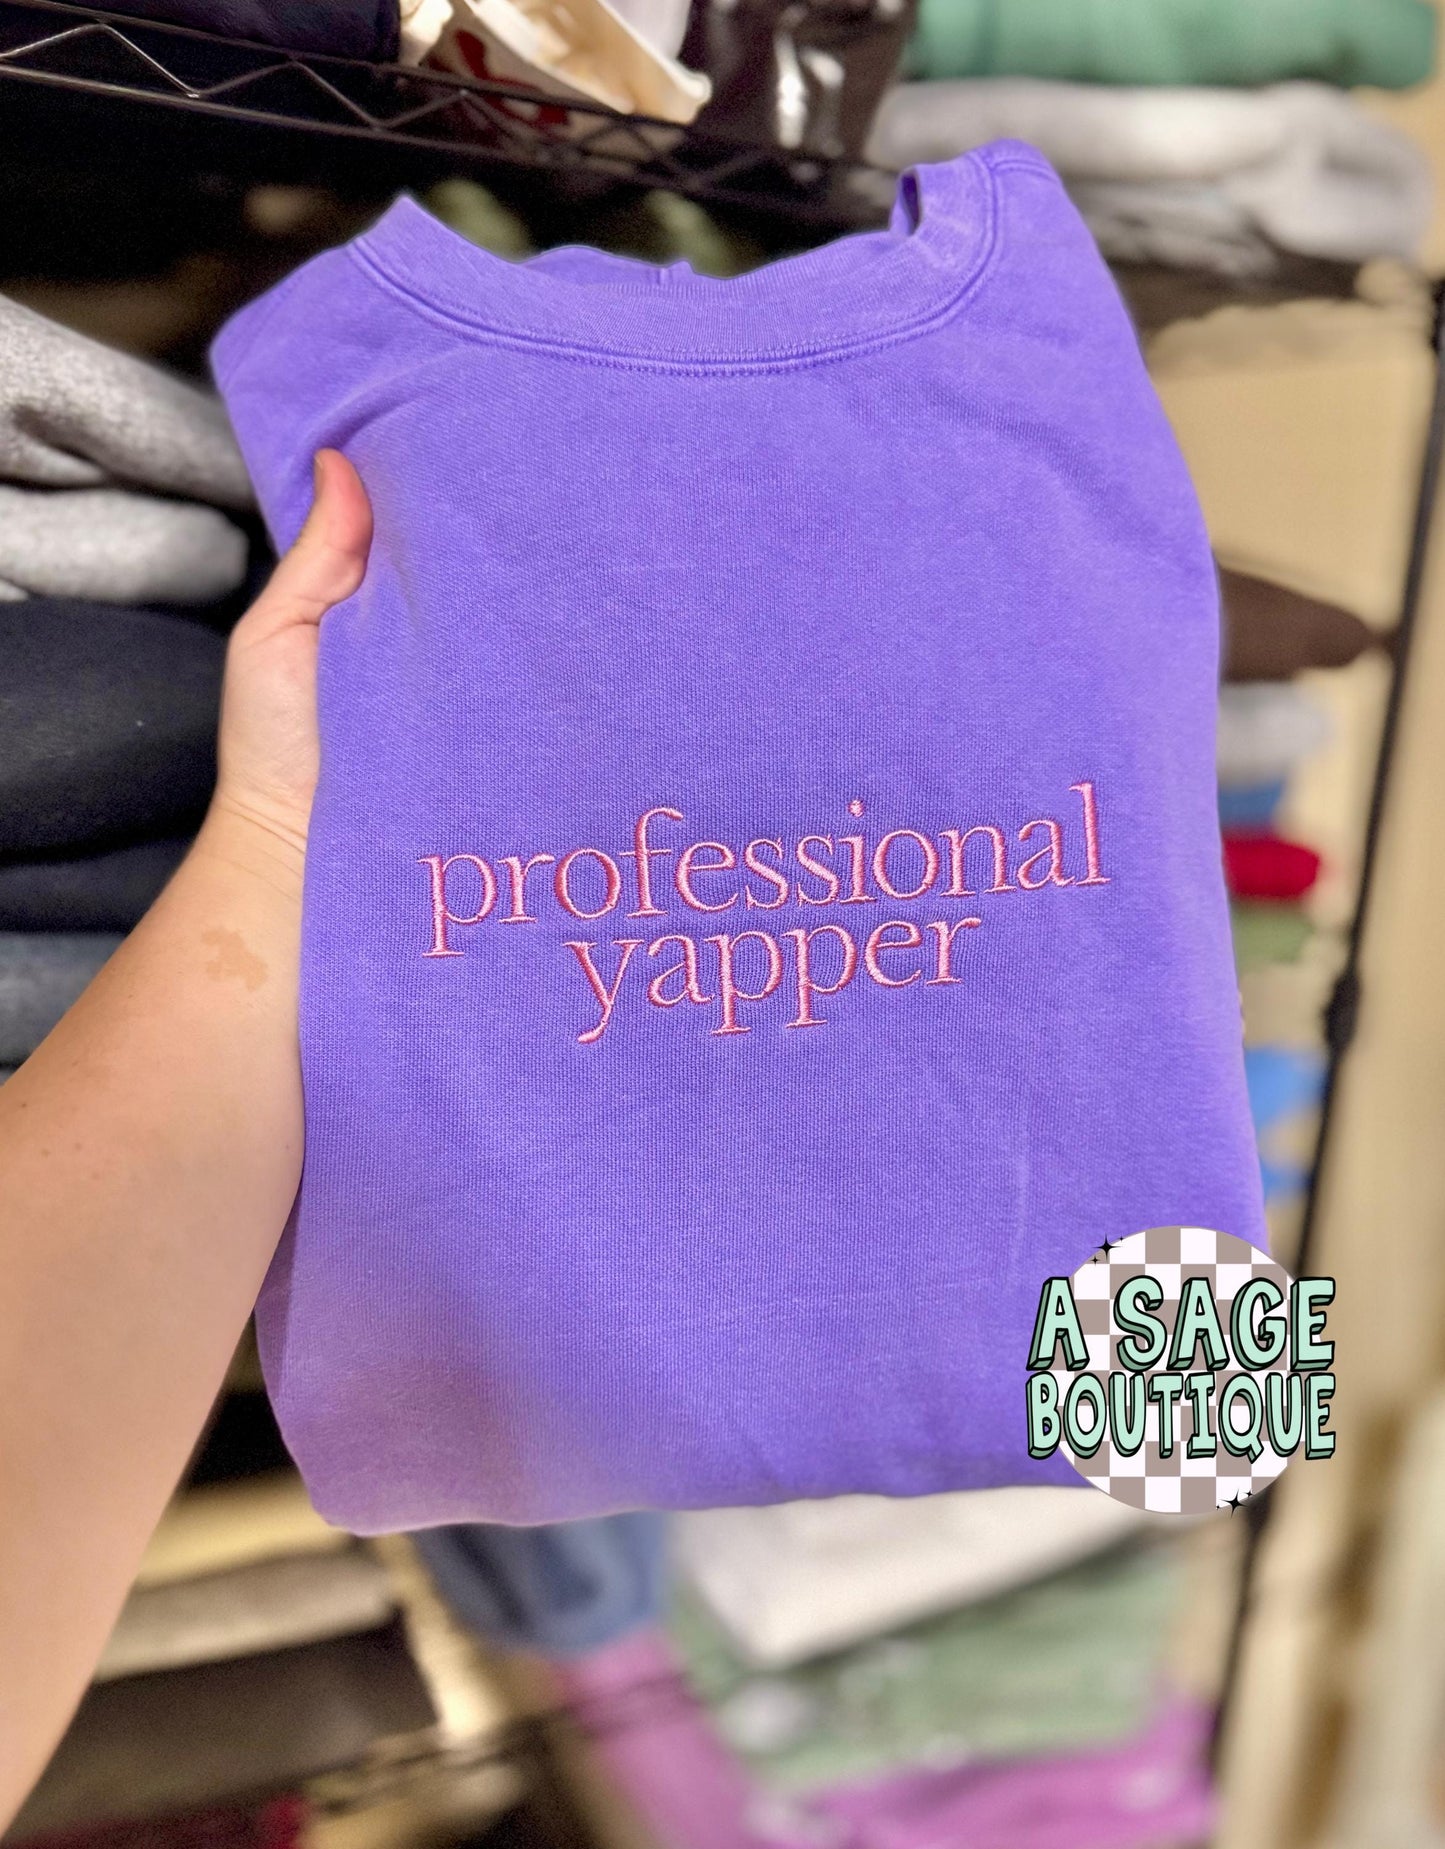 professional
yapper
A SAGE
BOUTIQUE